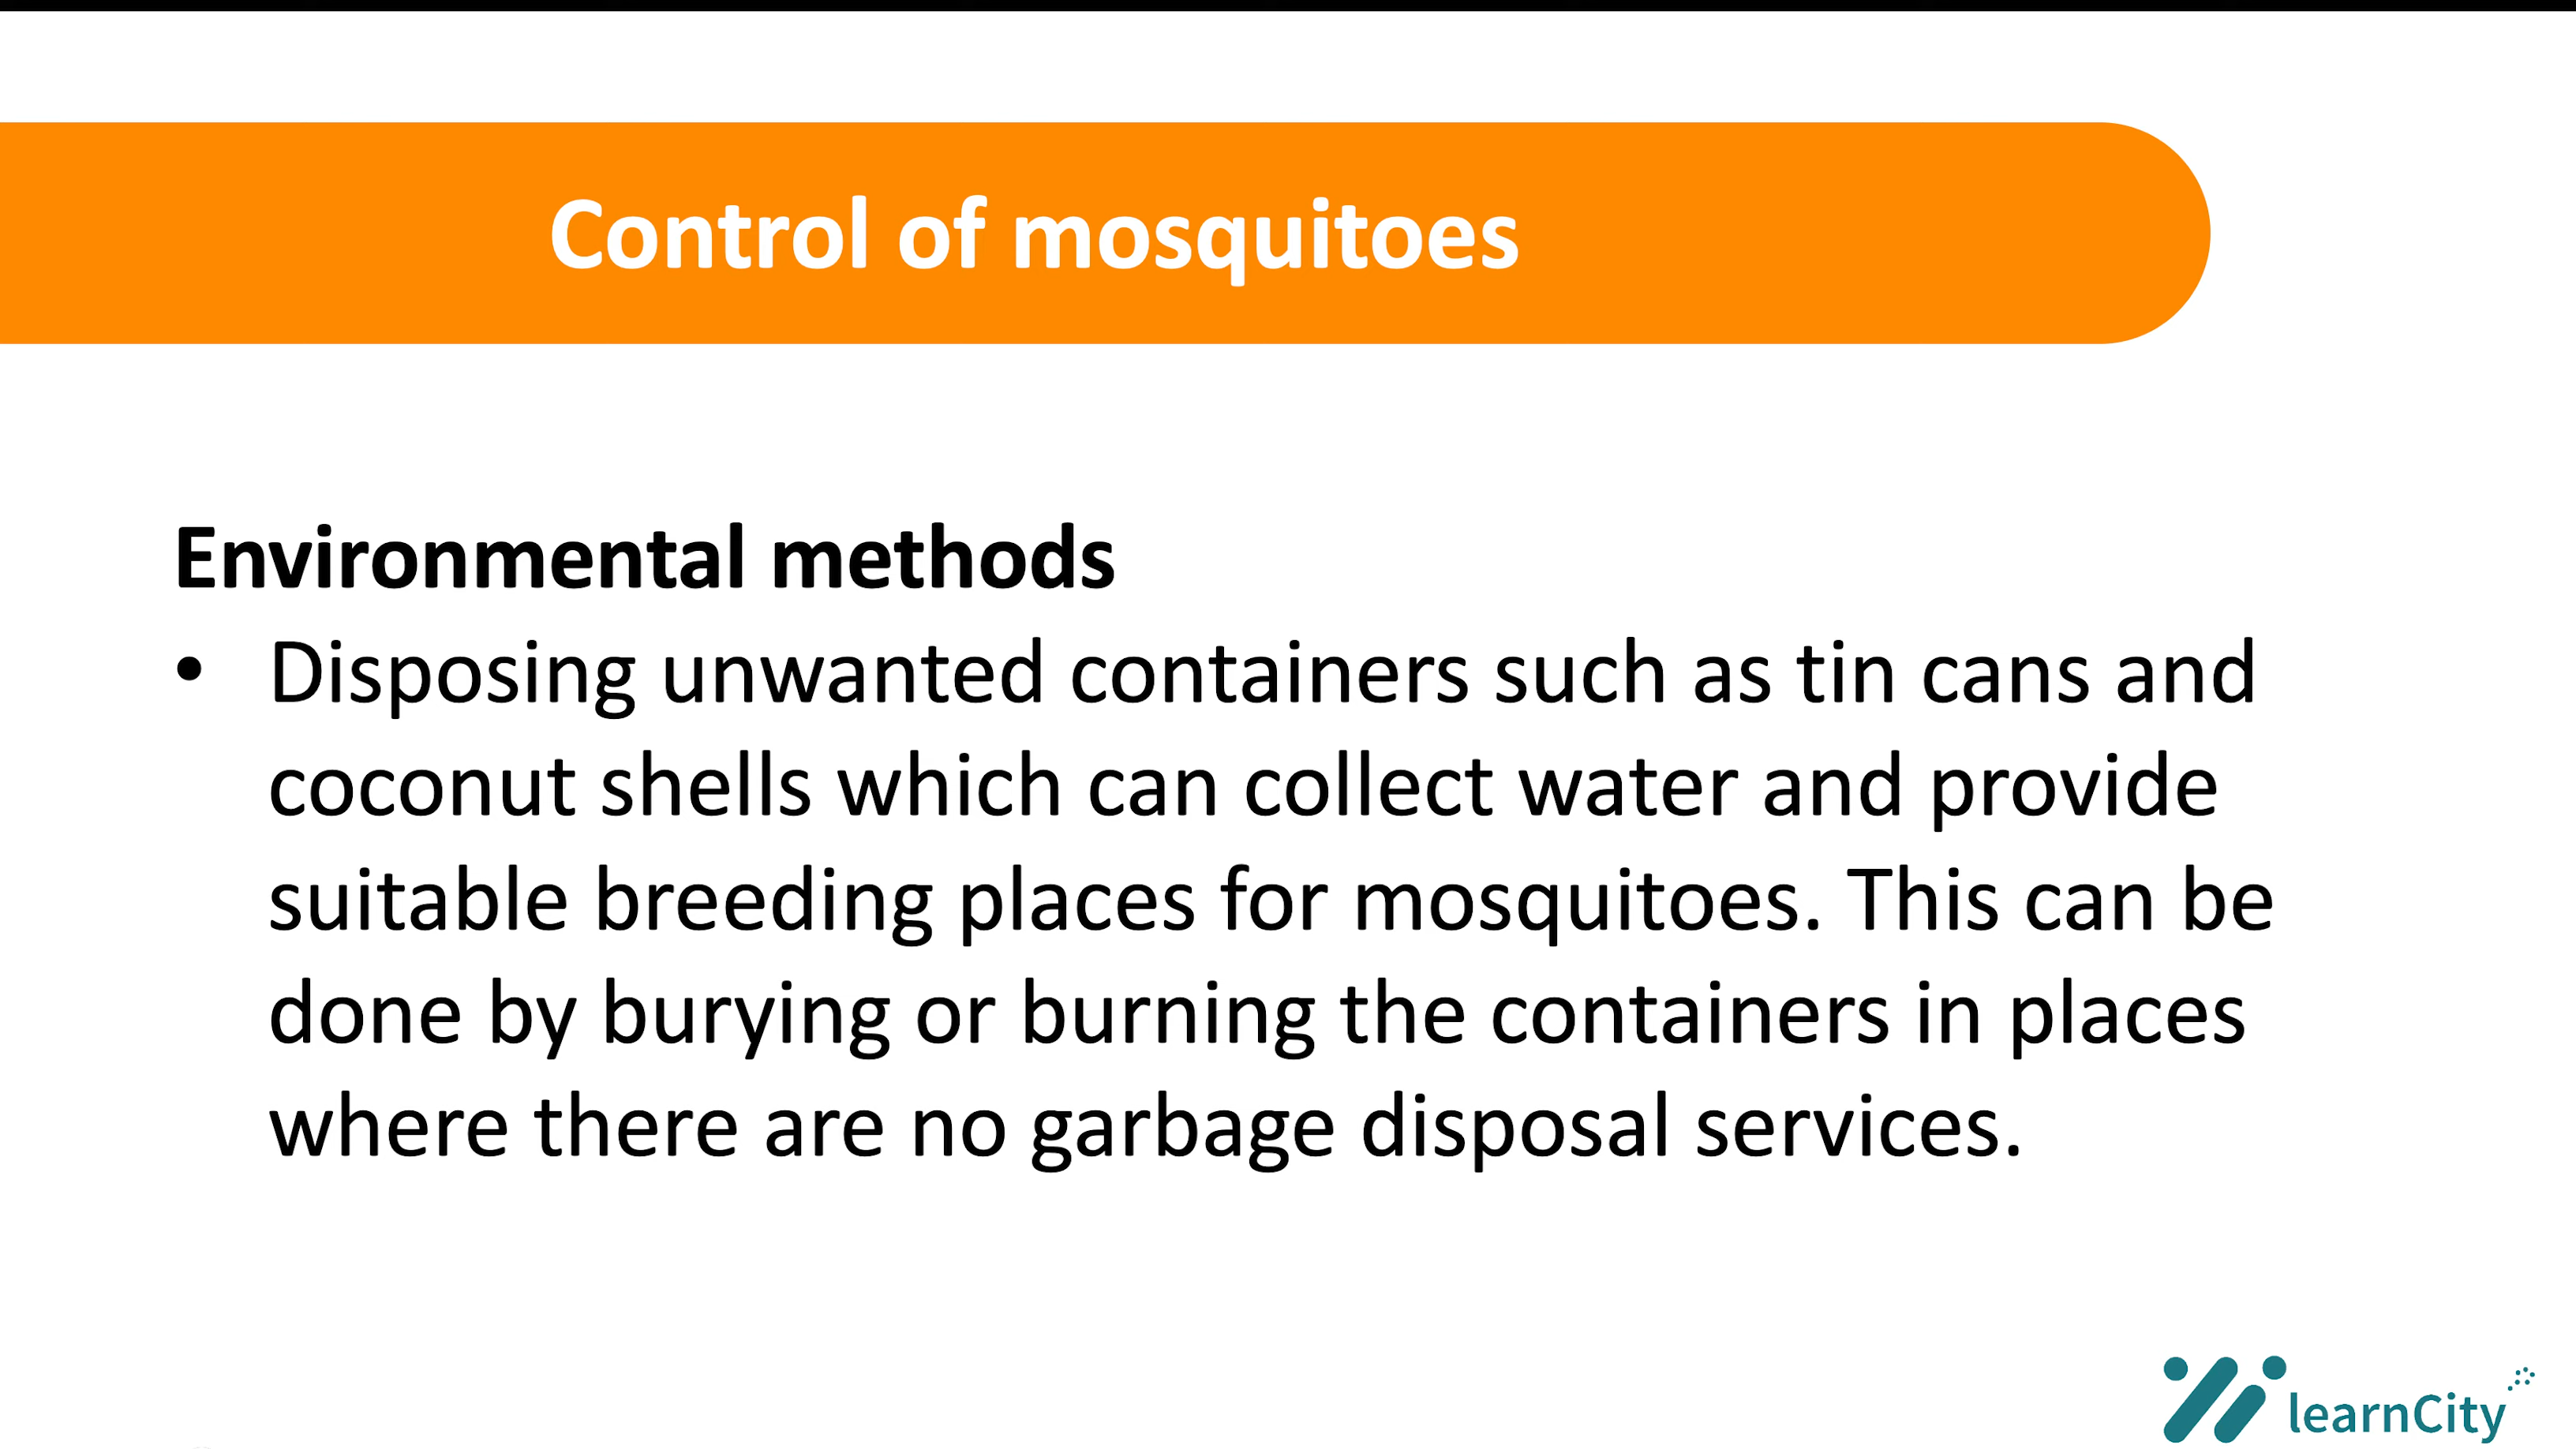 Control of mosquitoes
Environmental methods
• Disposing unwanted containers such as tin cans and
coconut shells which can collect water and provide
suitable breeding places for mosquitoes. This can be
done by burying or burning the containers in places
where there are no garbage disposal services.
learnCity